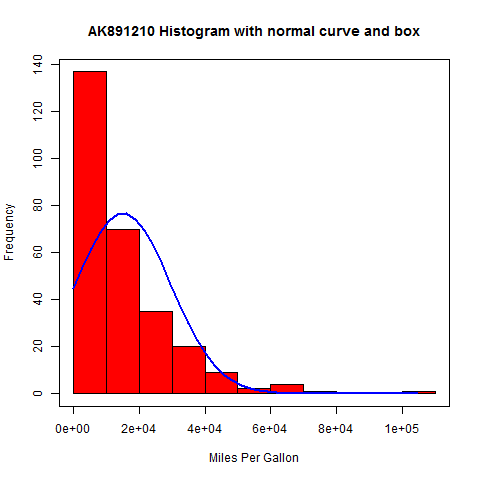 AK891210 Histogram with normal curve and box
Frequency
140
120
100
80
60
40
20
0
0e+00 2e+04 4e+04 6e+04 8e+04 1e+05
Miles Per Gallon